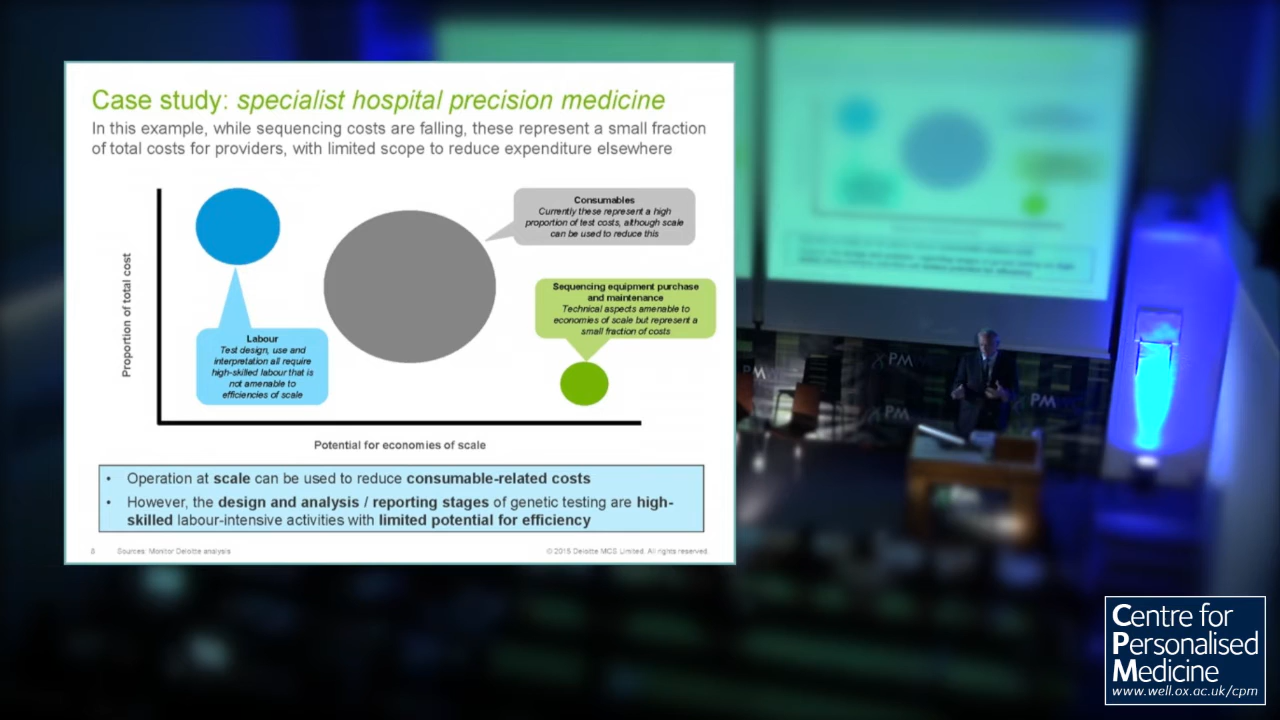 Case study: specialist hospital precision medicine
In this example, while sequencing costs are falling, these represent a small fraction
of total costs for providers, with limited scope to reduce expenditure elsewhere
Proportion of total cost
Consumables
Currently these represent a high
proportion of test costs, although scale
can be used to reduce this
Sequencing equipment purchase
and maintenance
Technical aspects amenable to
economies of scale but represent a
small fraction of costs
Labour
Test design, use and
interpretation all require
high-skilled labour that is
not amenable to
efficiencies of scale
Potential for economies of scale
• Operation at scale can be used to reduce consumable-related costs
• However, the design and analysis / reporting stages of genetic testing are high-
skilled labour-intensive activities with limited potential for efficiency
Sources: Monitor Deloitte analysis
© 2015 Deloitte MCS Limited. All rights reserved.
PM
PM
PM
PM
Centre for
Personalised
Medicine
www.well.ox.ac.uk/cpm